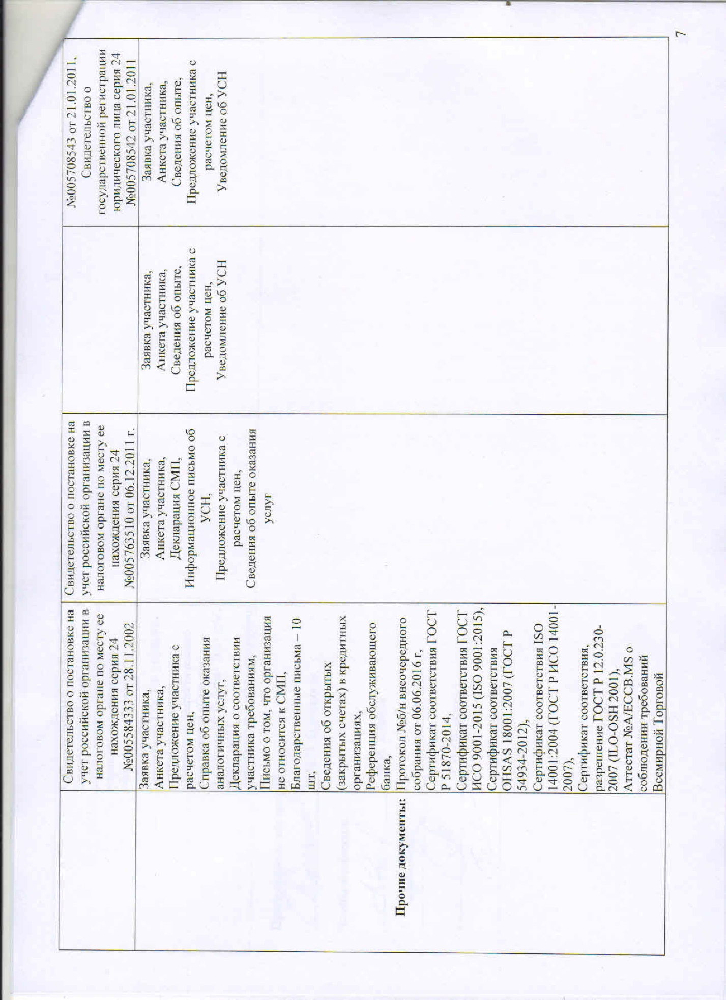 Свидетельство о постановке на
учет российской организации в
налоговом органе по месту ее
нахождения серия 24
№005584333 от 28.11.2002
Свидетельство о постановке на
учет российской организации в
налоговом органе по месту ее
нахождения серия 24
№005763510 от 06.12.2011 г.
№005708543 от 21.01.2011,
Свидетельство о
государственной регистрации
юридического лица серия 24
№005708542 от 21.01.2011
Прочие документы:
Заявка участника,
Анкета участника,
Предложение участника с
расчетом цен,
Справка об опыте оказания
аналогичных услуг,
Декларация о соответствии
участника требованиям,
Письмо о том, что организация
не относится к СМП,
Благодарственные письма – 10
шт,
Сведения об открытых
(закрытых счетах) в кредитных
организациях,
Референция обслуживающего
банка,
Протокол №б/н внеочередного
собрания от 06.06.2016 г,
Сертификат соответствия ГОСТ
Р 51870-2014,
Сертификат соответствия ГОСТ
ИСО 9001-2015 (ISO 9001:2015),
Сертификат соответствия
OHSAS 18001:2007 (ГОСТ Р
54934-2012),
Сертификат соответствия ISO
14001:2004 (ГОСТ Р ИСО 14001-
2007),
Сертификат соответствия,
разрешение ГОСТ Р 12.0.230-
2007 (ILO-OSH 2001),
Аттестат №А/ЕССВ.MS о
соблюдении требований
Всемирной Торговой
Заявка участника,
Анкета участника,
Декларация СМП,
Информационное письмо об
УСН,
Предложение участника с
расчетом цен,
Сведения об опыте оказания
услуг
Заявка участника,
Анкета участника,
Сведения об опыте,
Предложение участника с
расчетом цен,
Уведомление об УСН
Заявка участника,
Анкета участника,
Сведения об опыте,
Предложение участника с
расчетом цен,
Уведомление об УСН
7